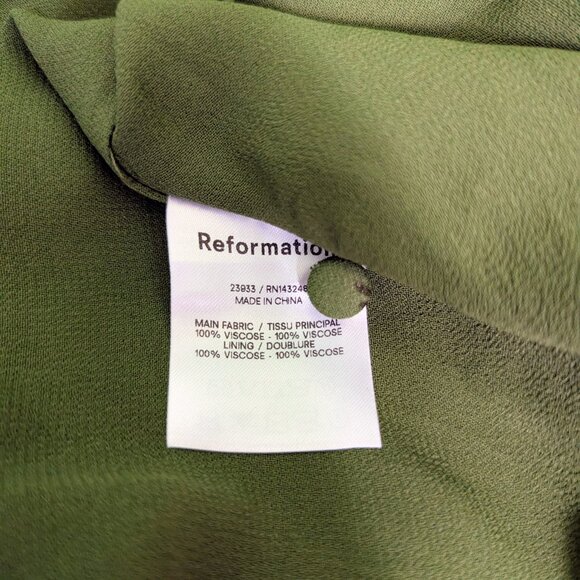 Reformation
23933 / RN143248
MADE IN CHINA
MAIN FABRIC / TISSU PRINCIPAL
100% VISCOSE - 100% VISCOSE
LINING / DOUBLURE
100% VISCOSE - 100% VISCOSE